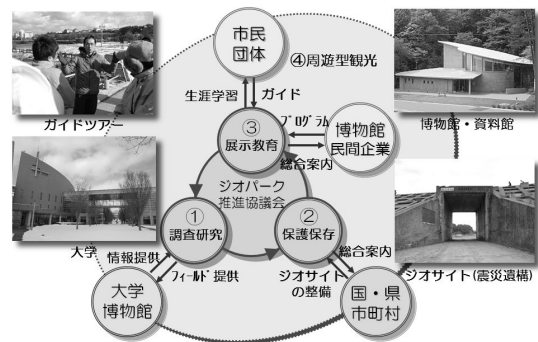 市民
団体
④周遊型観光
生涯学習
ガイド
ガイドツアー
プログラム
③
展示教育
博物館
民間企業
博物館・資料館
総合案内
ジオパーク
推進協議会
①
調査研究
②
保護保存
大学
情報提供
フィールド提供
総合案内
ジオサイト
の整備
ジオサイト(震災遺構)
大学
博物館
国・県
市町村